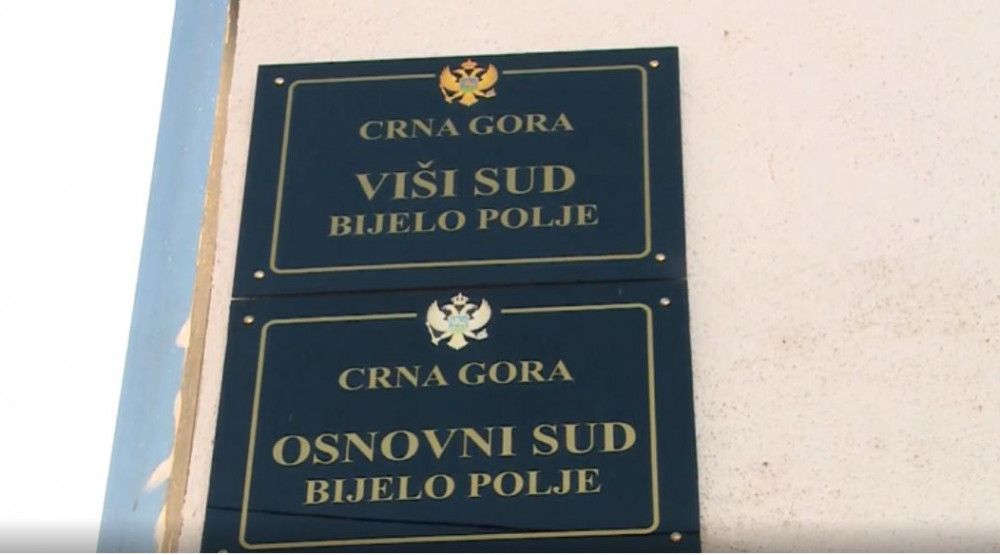 CRNA GORA
VIŠI SUD
BIJELO POLJE
CRNA GORA
OSNOVNI SUD
BIJELO POLJE